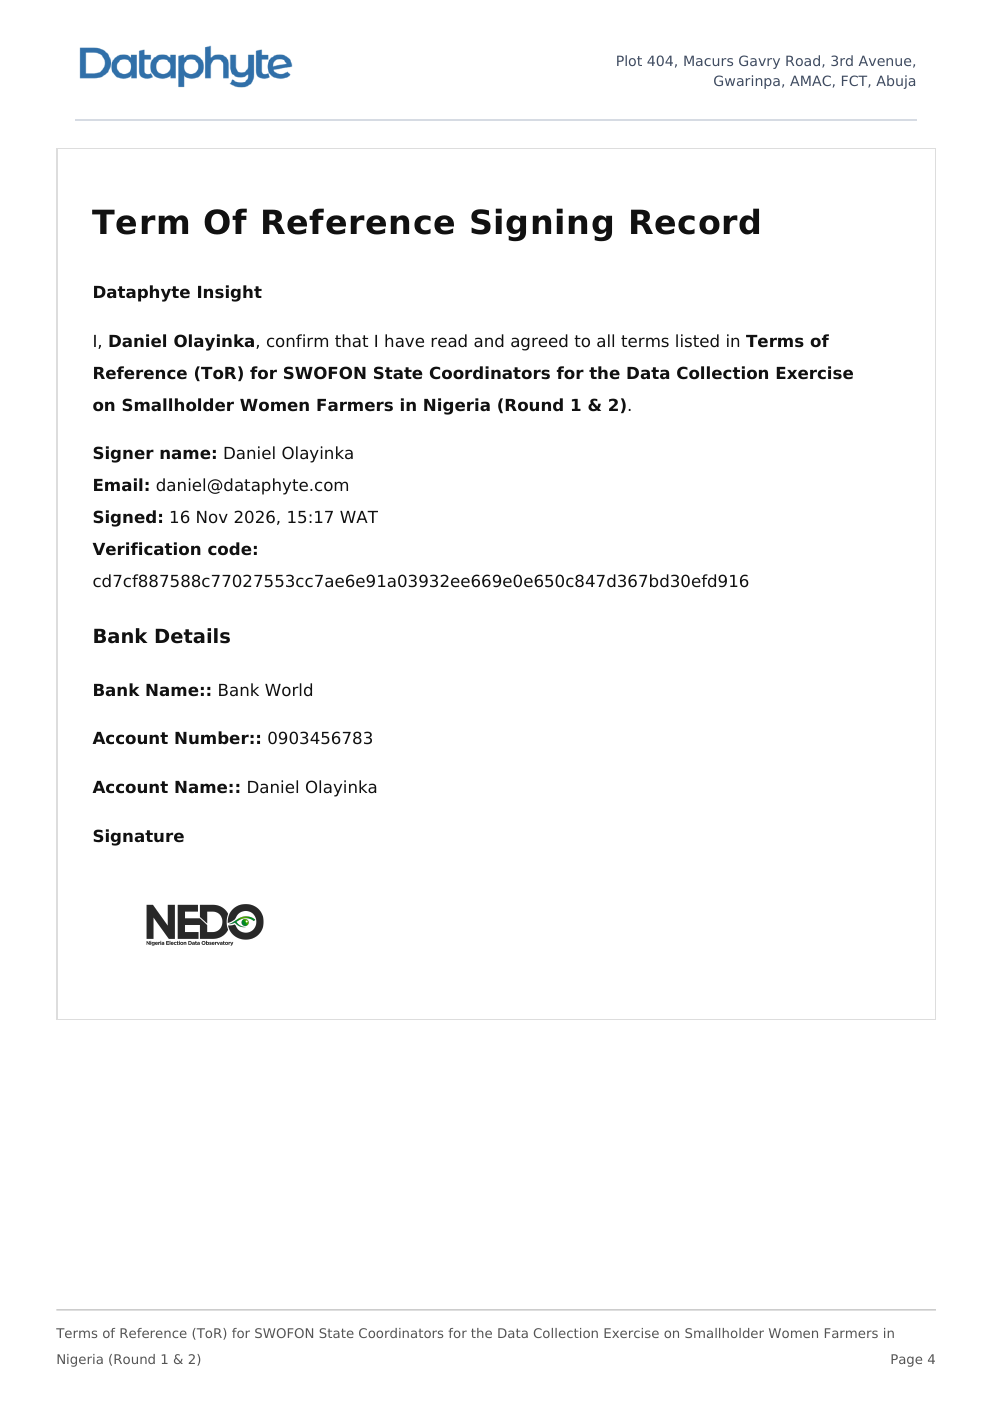 Dataphyte
Plot 404, Macurs Gavry Road, 3rd Avenue,
Gwarinpa, AMAC, FCT, Abuja
Term Of Reference Signing Record
Dataphyte Insight
I, Daniel Olayinka, confirm that I have read and agreed to all terms listed in Terms of
Reference (ToR) for SWOFON State Coordinators for the Data Collection Exercise
on Smallholder Women Farmers in Nigeria (Round 1 & 2).
Signer name: Daniel Olayinka
Email: daniel@dataphyte.com
Signed: 16 Nov 2026, 15:17 WAT
Verification code:
cd7cf887588c77027553cc7ae6e91a03932ee669e0e650c847d367bd30efd916
Bank Details
Bank Name:: Bank World
Account Number:: 0903456783
Account Name:: Daniel Olayinka
Signature
NEDO
Nigeria Election Data Observatory
Terms of Reference (ToR) for SWOFON State Coordinators for the Data Collection Exercise on Smallholder Women Farmers in
Nigeria (Round 1 & 2)
Page 4